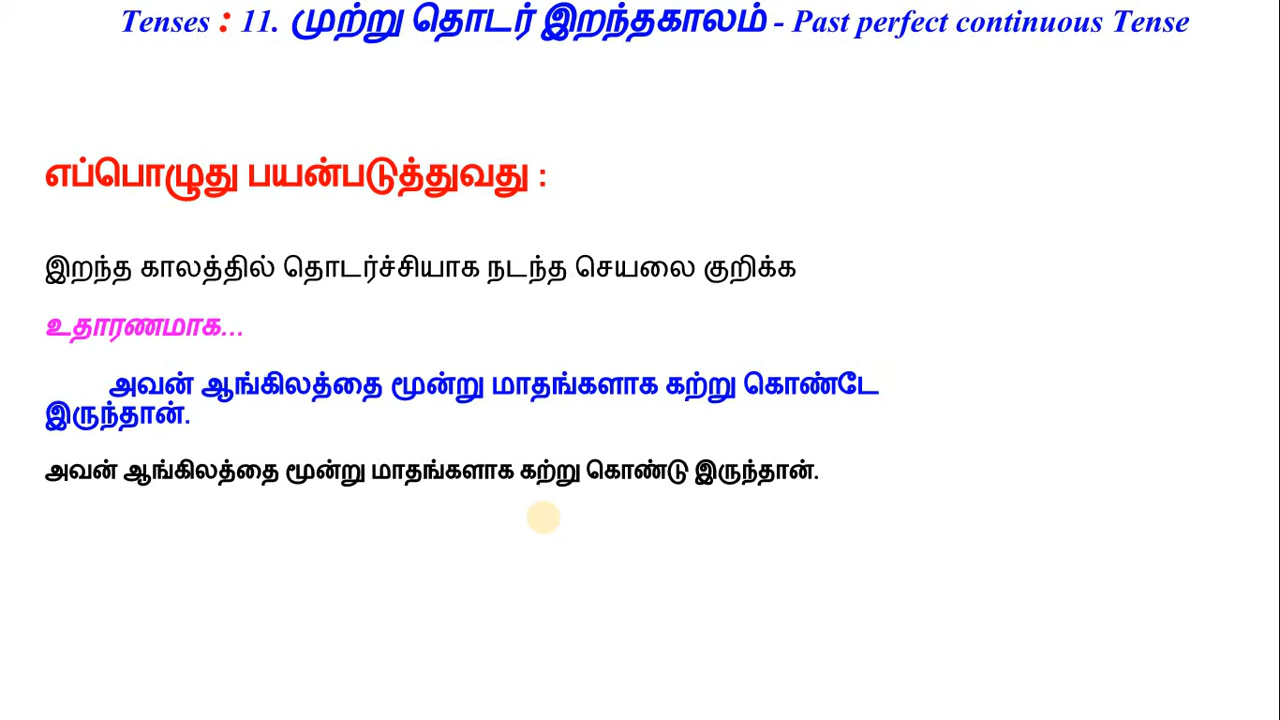 Tenses : 11. முற்று தொடர் இறந்தகாலம் - Past perfect continuous Tense
எப்பொழுது பயன்படுத்துவது :
இறந்த காலத்தில் தொடர்ச்சியாக நடந்த செயலை குறிக்க
உதாரணமாக...
அவன் ஆங்கிலத்தை மூன்று மாதங்களாக கற்று கொண்டே
இருந்தான்.
அவன் ஆங்கிலத்தை மூன்று மாதங்களாக கற்று கொண்டு இருந்தான்.